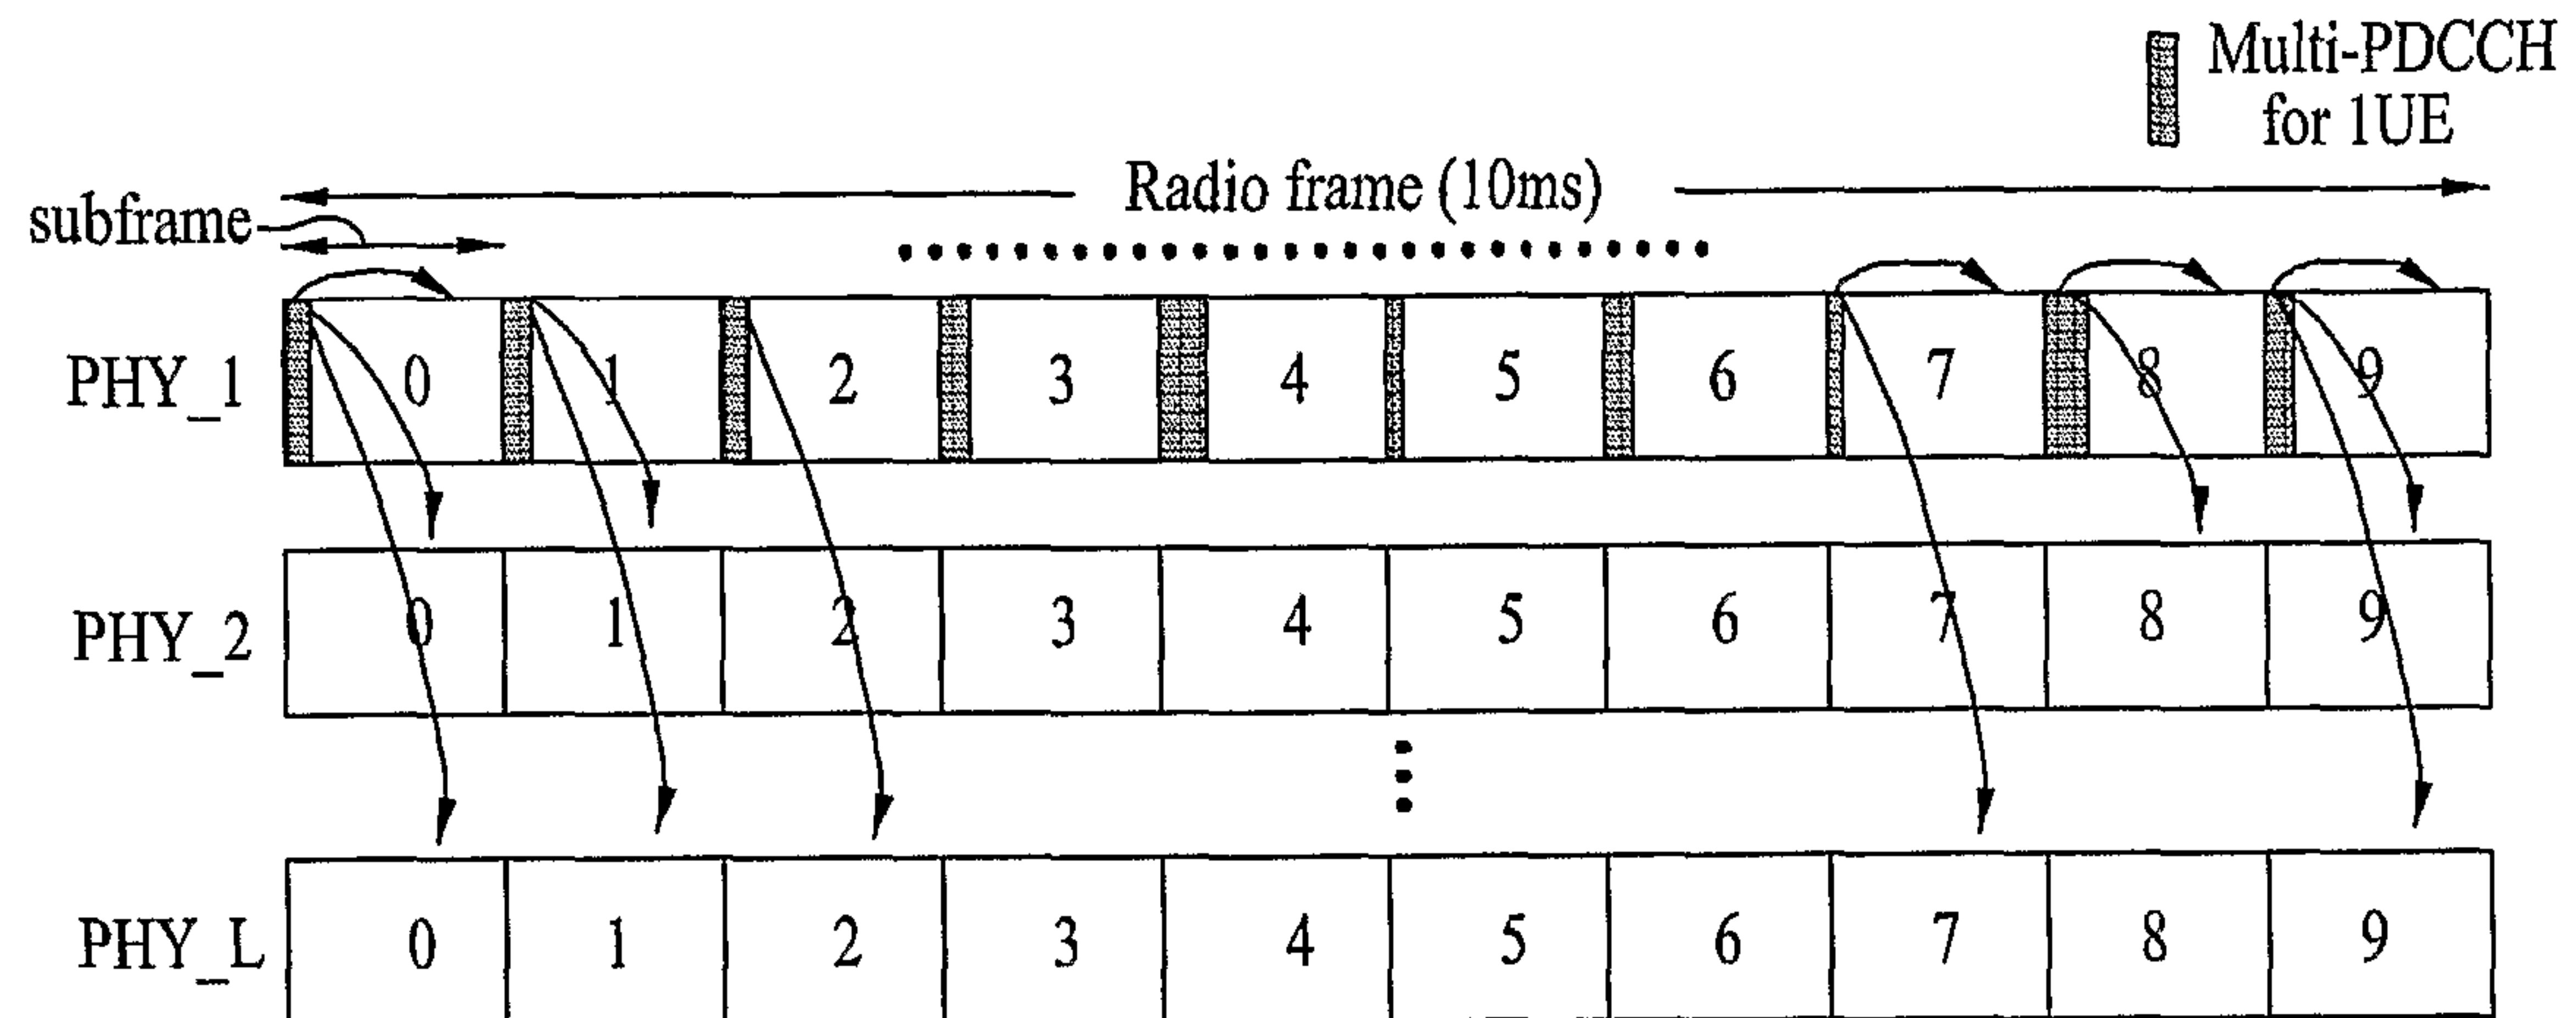 Multi-PDCCH
for 1UE
Radio frame (10ms)
subframe
PHY_1 0 1 2 3 4 5 6 7 8 9
PHY_2 0 1 2 3 4 5 6 7 8 9
PHY_L 0 1 2 3 4 5 6 7 8 9